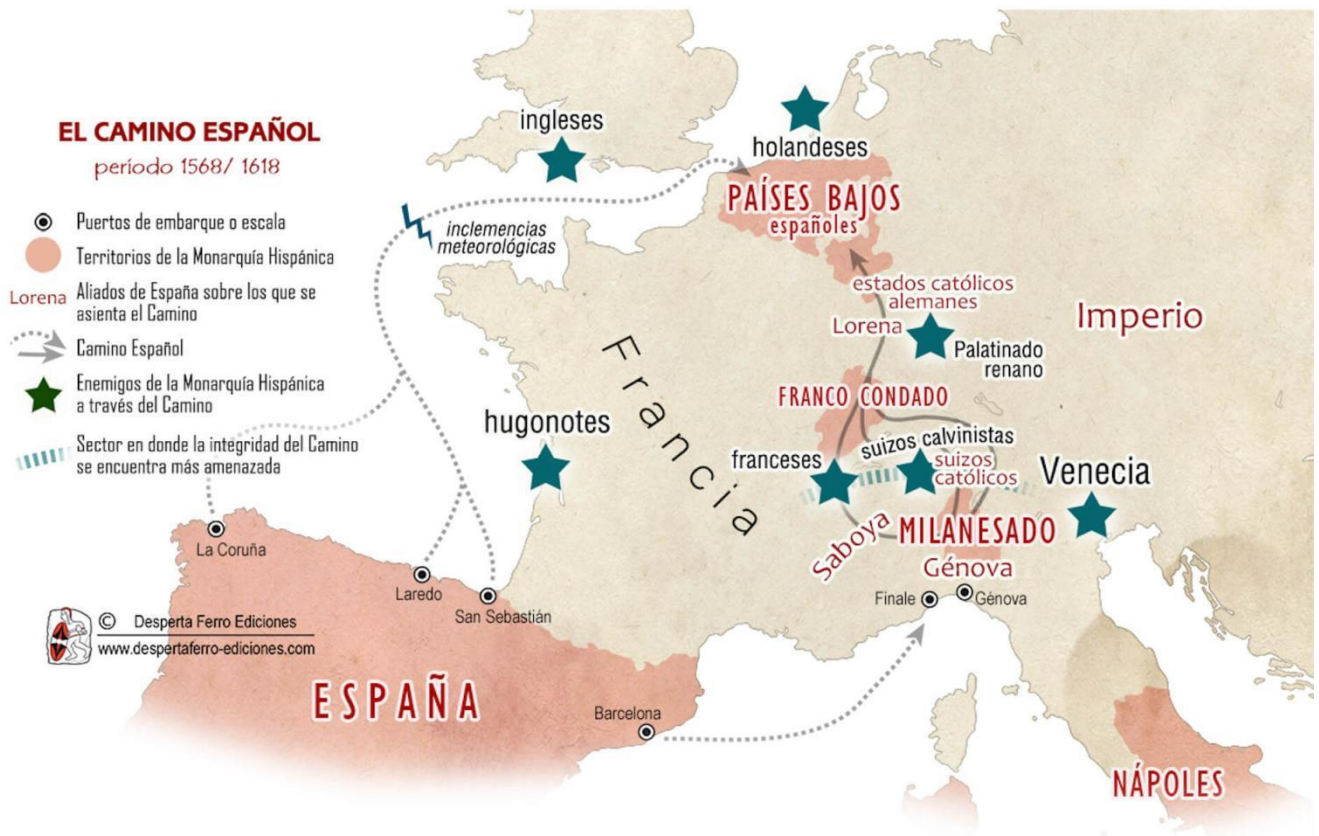 EL CAMINO ESPAÑOL
período 1568/ 1618
Puertos de embarque o escala
Territorios de la Monarquía Hispánica
Lorena
Aliados de España sobre los que se
asienta el Camino
Camino Español
Enemigos de la Monarquía Hispánica
a través del Camino
Sector en donde la integridad del Camino
se encuentra más amenazada
ingleses
holandeses
PAÍSES BAJOS
españoles
inclemencias
meteorológicas
estados católicos
alemanes
Lorena
Palatinado
renano
Imperio
Francia
FRANCO CONDADO
hugonotes
franceses
suizos calvinistas
suizos
católicos
Venecia
MILANESADO
Saboya
Génova
Finale
Génova
La Coruña
Laredo
San Sebastián
© Desperta Ferro Ediciones
www.despertaferro-ediciones.com
ESPAÑA
Barcelona
NÁPOLES